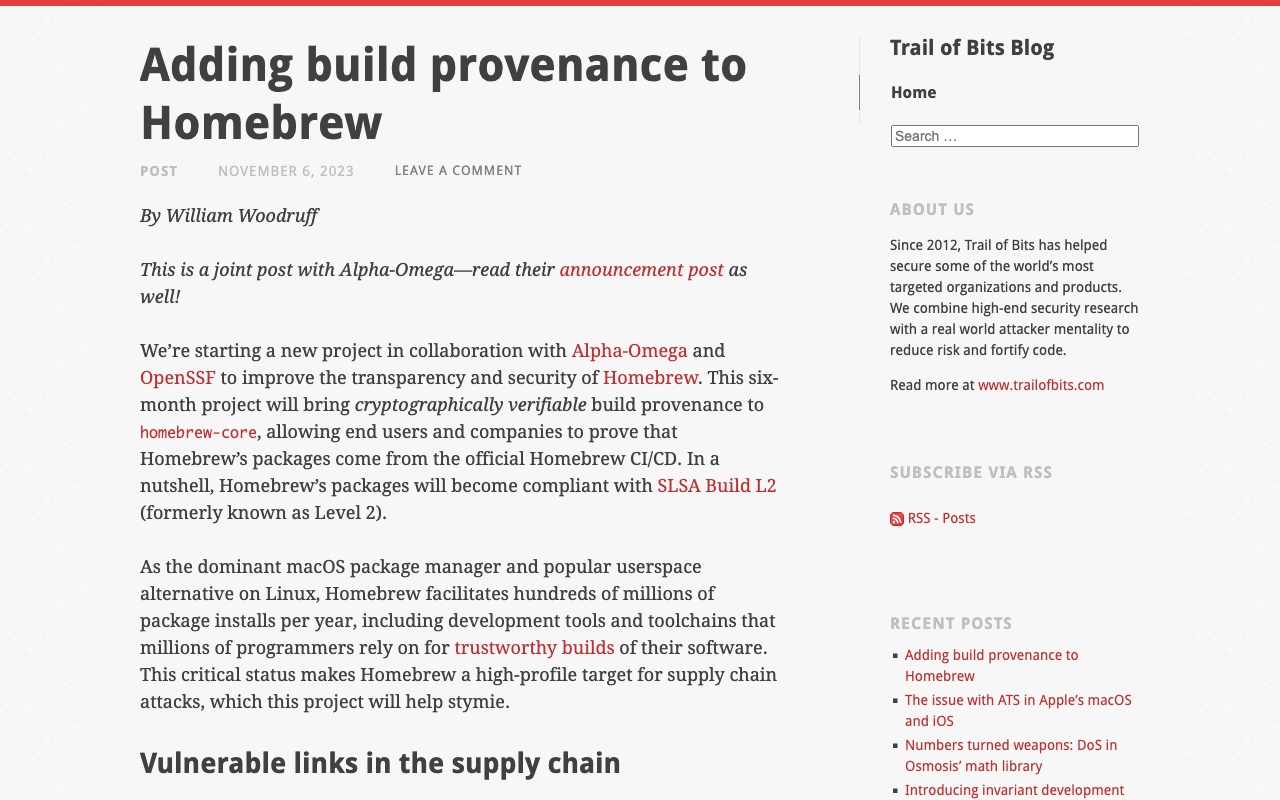 Adding build provenance to
Homebrew
POST NOVEMBER 6, 2023 LEAVE A COMMENT
By William Woodruff
This is a joint post with Alpha-Omega—read their announcement post as
well!
We’re starting a new project in collaboration with Alpha-Omega and
OpenSSF to improve the transparency and security of Homebrew. This six-
month project will bring cryptographically verifiable build provenance to
homebrew-core, allowing end users and companies to prove that
Homebrew’s packages come from the official Homebrew CI/CD. In a
nutshell, Homebrew’s packages will become compliant with SLSA Build L2
(formerly known as Level 2).
As the dominant macOS package manager and popular userspace
alternative on Linux, Homebrew facilitates hundreds of millions of
package installs per year, including development tools and toolchains that
millions of programmers rely on for trustworthy builds of their software.
This critical status makes Homebrew a high-profile target for supply chain
attacks, which this project will help stymie.
Vulnerable links in the supply chain
Trail of Bits Blog
Home
Search …
ABOUT US
Since 2012, Trail of Bits has helped
secure some of the world’s most
targeted organizations and products.
We combine high-end security research
with a real world attacker mentality to
reduce risk and fortify code.
Read more at www.trailofbits.com
SUBSCRIBE VIA RSS
RSS - Posts
RECENT POSTS
Adding build provenance to
Homebrew
The issue with ATS in Apple’s macOS
and iOS
Numbers turned weapons: DoS in
Osmosis’ math library
Introducing invariant development